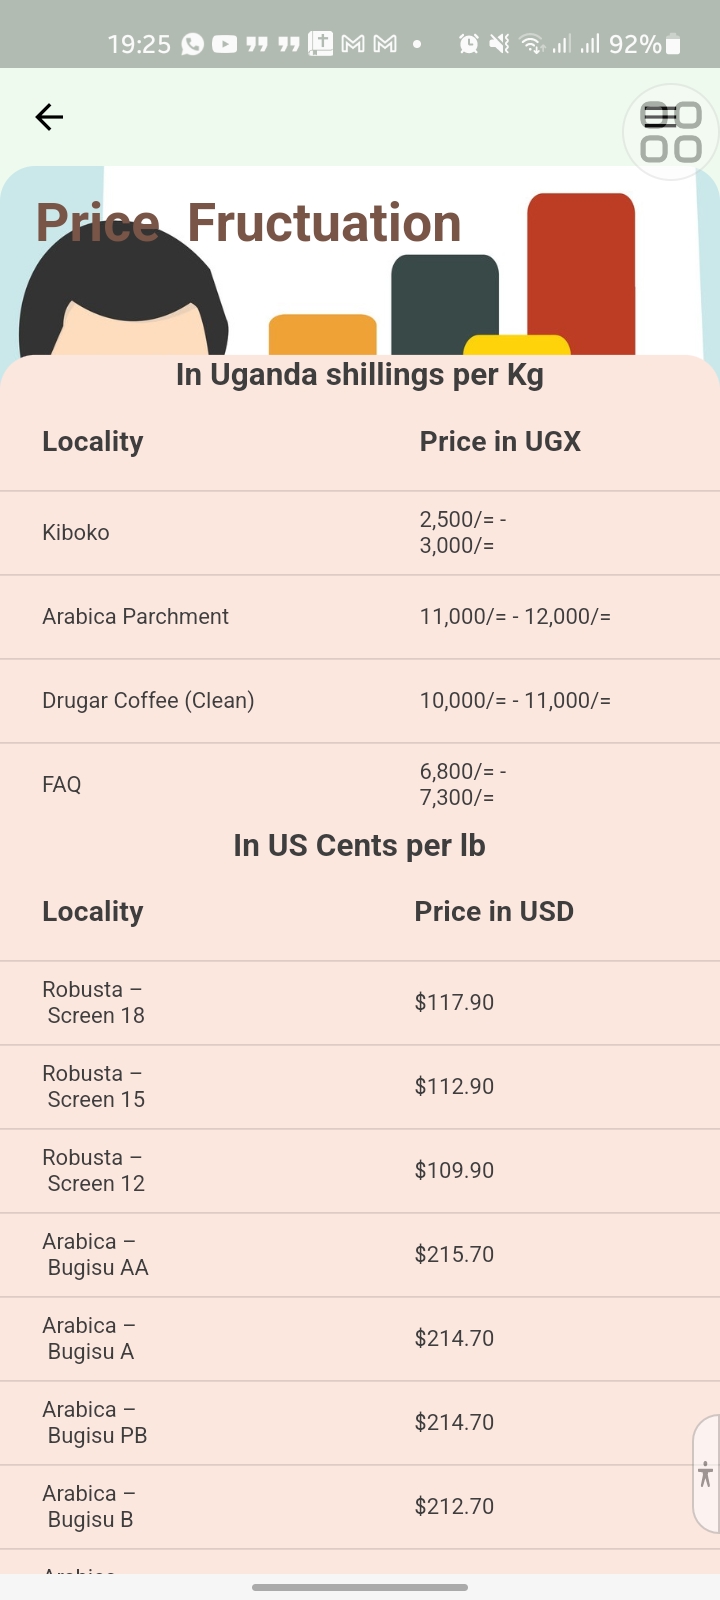 19:25
92%
Price Fructuation
In Uganda shillings per Kg
Locality Price in UGX
Kiboko 2,500/= -
3,000/=
Arabica Parchment 11,000/= - 12,000/=
Drugar Coffee (Clean) 10,000/= - 11,000/=
FAQ 6,800/= -
7,300/=
In US Cents per lb
Locality Price in USD
Robusta –
Screen 18 $117.90
Robusta –
Screen 15 $112.90
Robusta –
Screen 12 $109.90
Arabica –
Bugisu AA $215.70
Arabica –
Bugisu A $214.70
Arabica –
Bugisu PB $214.70
Arabica –
Bugisu B $212.70